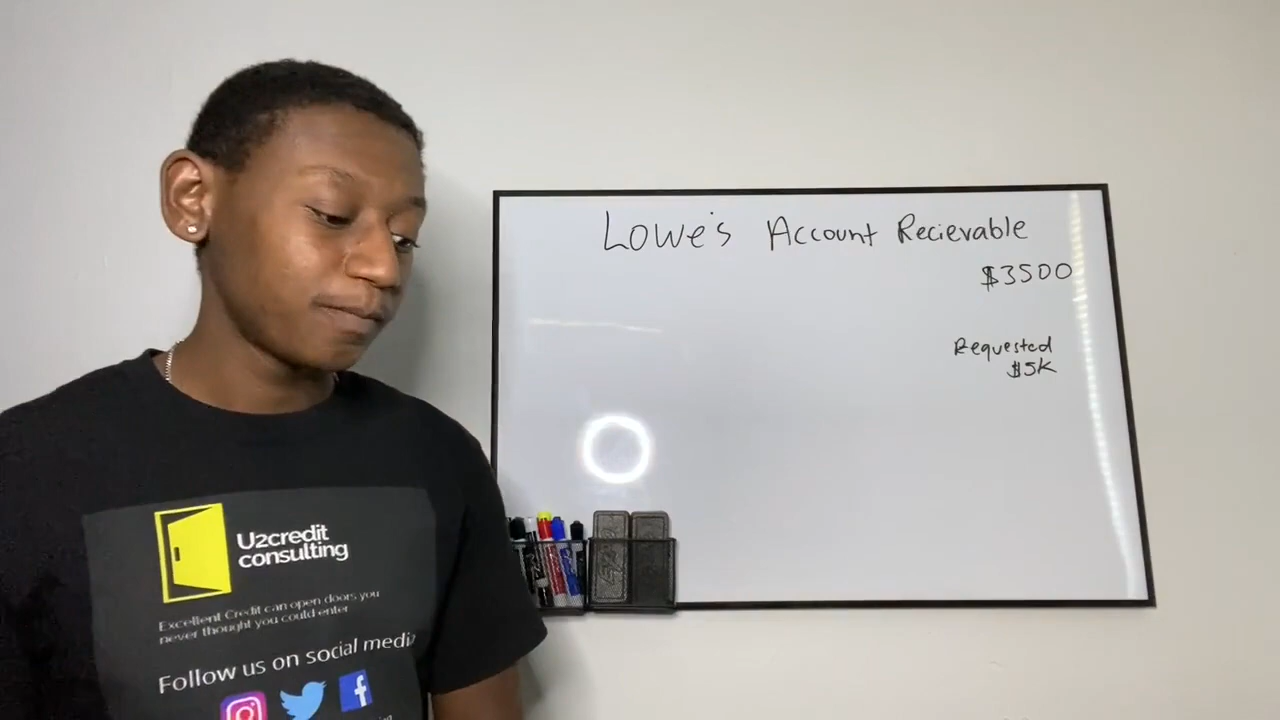 Lowe's Account Recievable
$3500
Requested
$5K
U2credit
consulting
Excellent Credit can open doors you
never thought you could enter
Follow us on social media